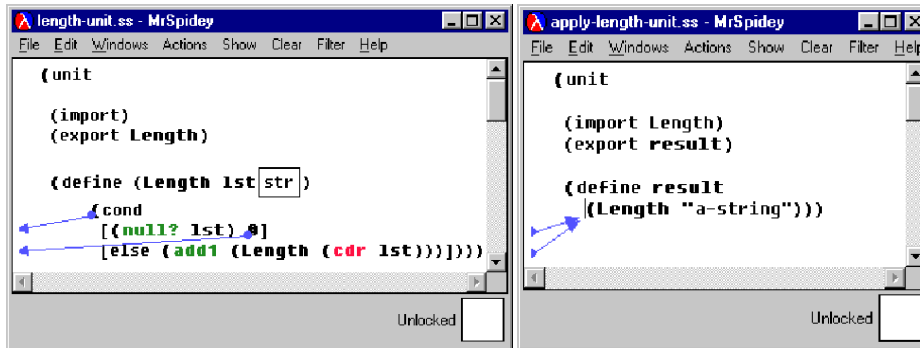 length-unit.ss - MrSpidey
File Edit Windows Actions Show Clear Filter Help
(unit
(import)
(export Length)
(define (Length lst str )
(cond
[(null? lst) 0]
[else (add1 (Length (cdr lst)))])))
Unlocked
apply-length-unit.ss - MrSpidey
File Edit Windows Actions Show Clear Filter Help
(unit
(import Length)
(export result)
(define result
(Length "a-string")))
Unlocked